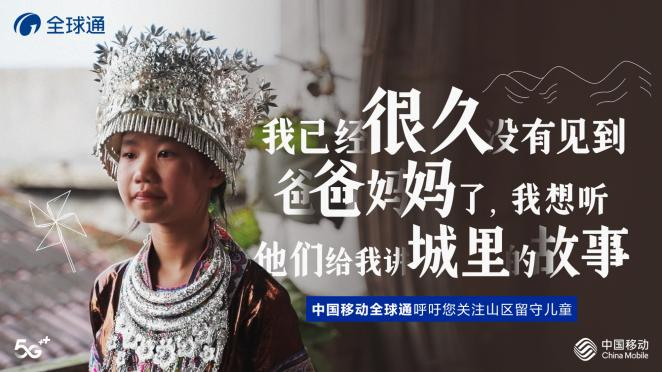 全球通
我已经很久没有见到
爸爸妈妈了，我想听
他们给我讲城里的故事
中国移动全球通呼吁您关注山区留守儿童
5G++
中国移动
China Mobile